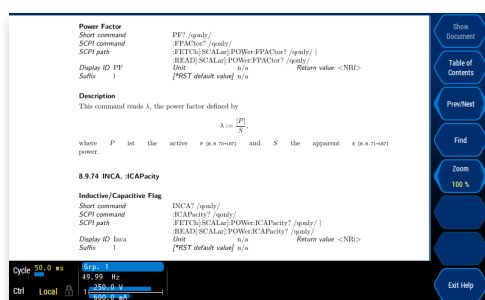 Power Factor
Short command PF? /qonly/
SCPI command :FPACtor? /qonly/
SCPI path :FETCh[:SCALar]:POWer:FPACtor? /qonly/ |
:READ[:SCALar]:POWer:FPACtor? /qonly/
Display ID PF Unit n/a Return value <NRf>
Suffix 1 [*RST default value] n/a
Description
This command reads λ, the power factor defined by
λ := |P| / S,
where P ist the active P [8.9.70→187] and S the apparent S [8.9.71→187]
power.
8.9.74 INCA, :ICAPacity
Inductive/Capacitive Flag
Short command INCA? /qonly/
SCPI command :ICAPacity? /qonly/
SCPI path :FETCh[:SCALar]:POWer:ICAPacity? /qonly/ |
:READ[:SCALar]:POWer:ICAPacity? /qonly/
Display ID Inca Unit n/a Return value <NRi>
Suffix 1 [*RST default value] n/a
Show
Document
Table of
Contents
Prev/Next
Find
Zoom
100 %
Exit Help
Cycle 50.0 ms
Grp. 1
49.99 Hz
Ctrl Local
1 250.0 V
600.0 mA